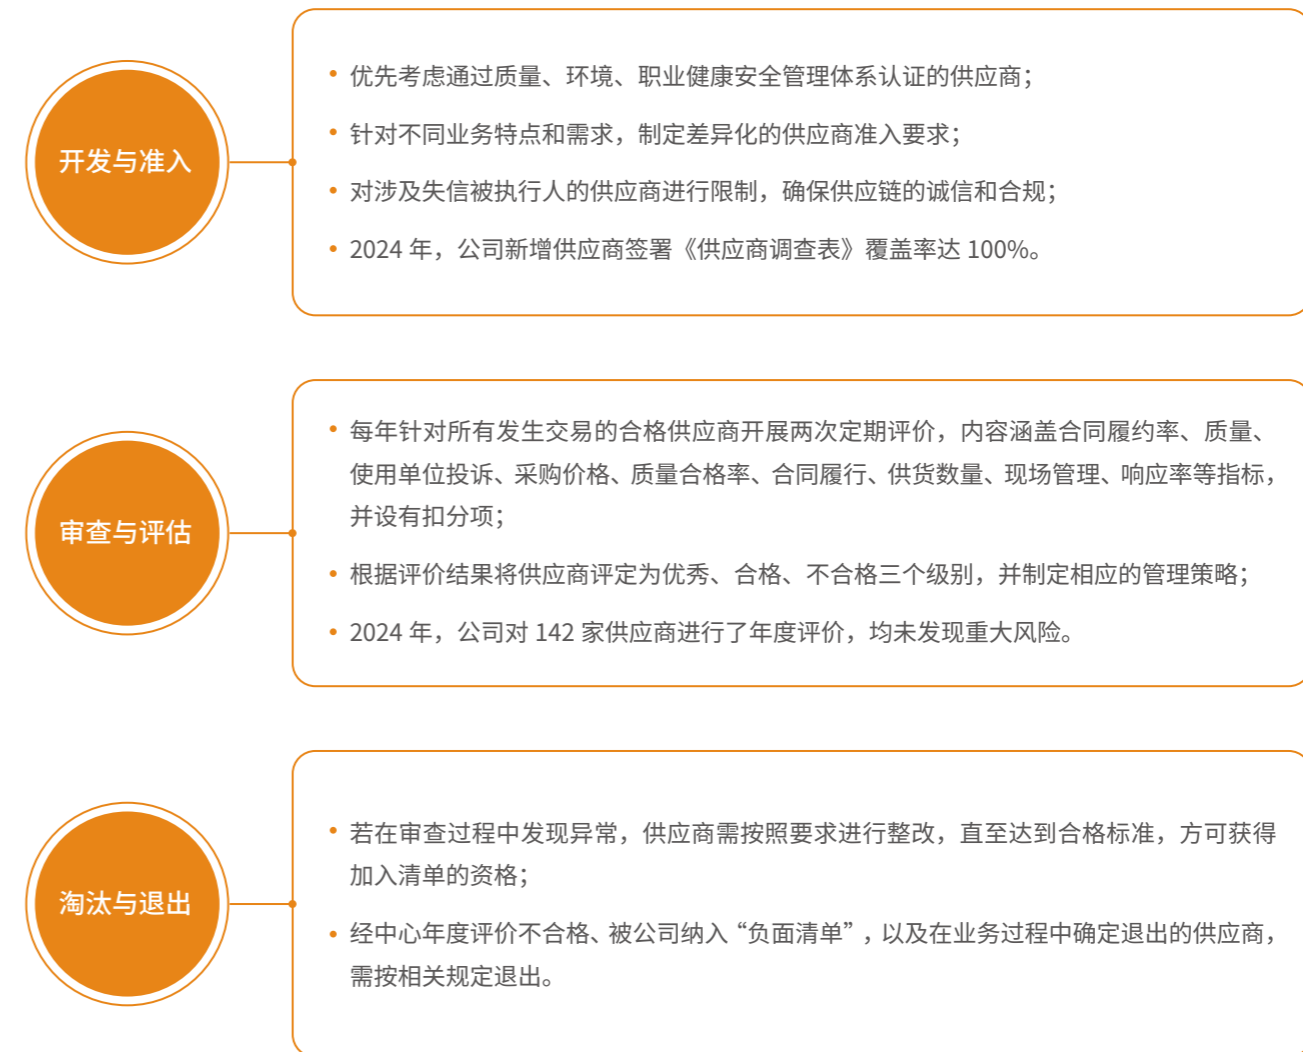 开发与准入
• 优先考虑通过质量、环境、职业健康安全管理体系认证的供应商；
• 针对不同业务特点和需求，制定差异化的供应商准入要求；
• 对涉及失信被执行人的供应商进行限制，确保供应链的诚信和合规；
• 2024 年，公司新增供应商签署《供应商调查表》覆盖率达 100%。
审查与评估
• 每年针对所有发生交易的合格供应商开展两次定期评价，内容涵盖合同履约率、质量、
使用单位投诉、采购价格、质量合格率、合同履行、供货数量、现场管理、响应率等指标，
并设有扣分项；
• 根据评价结果将供应商评定为优秀、合格、不合格三个级别，并制定相应的管理策略；
• 2024 年，公司对 142 家供应商进行了年度评价，均未发现重大风险。
淘汰与退出
• 若在审查过程中发现异常，供应商需按照要求进行整改，直至达到合格标准，方可获得
加入清单的资格；
• 经中心年度评价不合格、被公司纳入“负面清单”，以及在业务过程中确定退出的供应商，
需按相关规定退出。